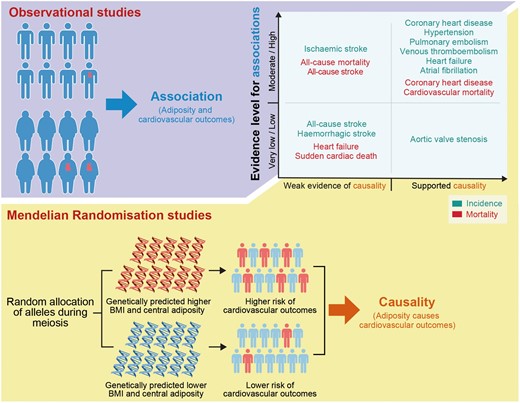 Observational studies
Association
(Adiposity and
cardiovascular outcomes)
Evidence level for associations
Moderate / High
Very low / Low
Ischaemic stroke
All-cause mortality
All-cause stroke
Coronary heart disease
Hypertension
Pulmonary embolism
Venous thromboembolism
Heart failure
Atrial fibrillation
Coronary heart disease
Cardiovascular mortality
All-cause stroke
Haemorrhagic stroke
Heart failure
Sudden cardiac death
Aortic valve stenosis
Weak evidence of causality
Supported causality
Incidence
Mortality
Mendelian Randomisation studies
Random allocation
of alleles during
meiosis
Genetically predicted higher
BMI and central adiposity
Higher risk of
cardiovascular outcomes
Genetically predicted lower
BMI and central adiposity
Lower risk of
cardiovascular outcomes
Causality
(Adiposity causes
cardiovascular outcomes)